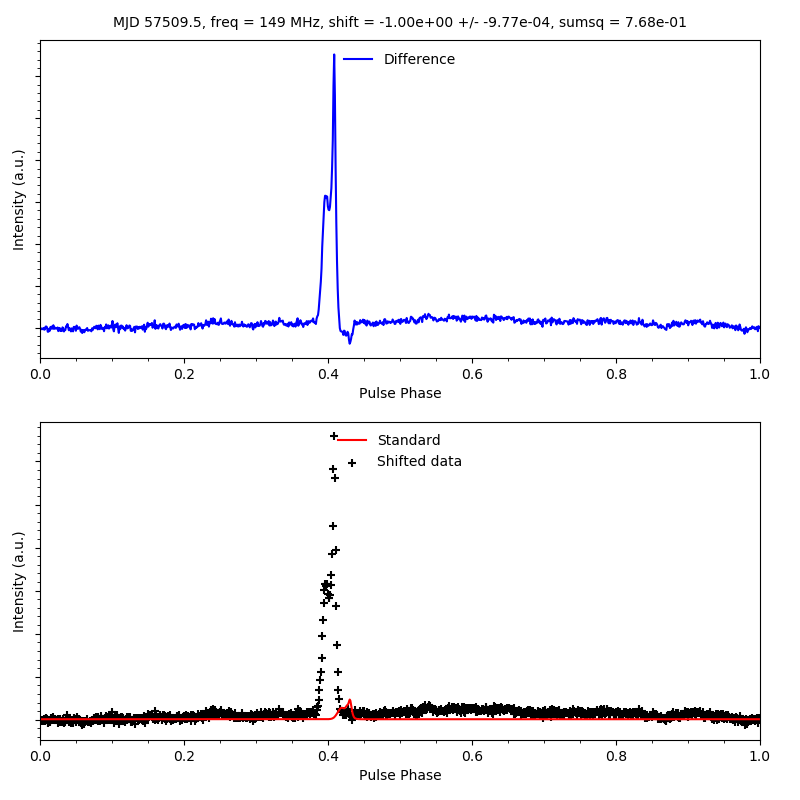 MJD 57509.5, freq = 149 MHz, shift = -1.00e+00 +/- -9.77e-04, sumsq = 7.68e-01
Difference
Intensity (a.u.)
0.0 0.2 0.4 0.6 0.8 1.0
Pulse Phase
Standard
Shifted data
Intensity (a.u.)
0.0 0.2 0.4 0.6 0.8 1.0
Pulse Phase